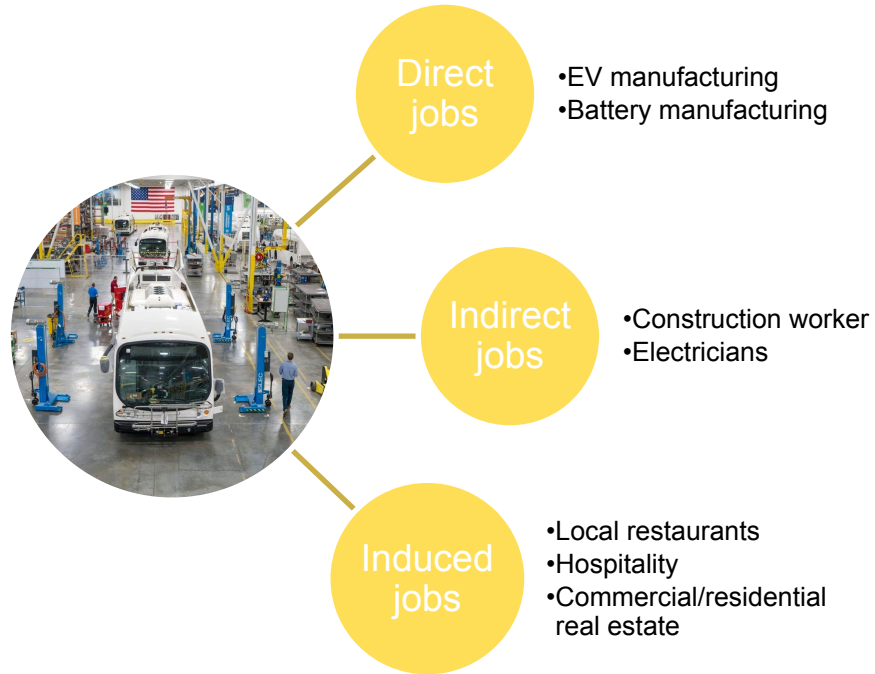 Direct
jobs
•EV manufacturing
•Battery manufacturing
Indirect
jobs
•Construction worker
•Electricians
Induced
jobs
•Local restaurants
•Hospitality
•Commercial/residential
real estate